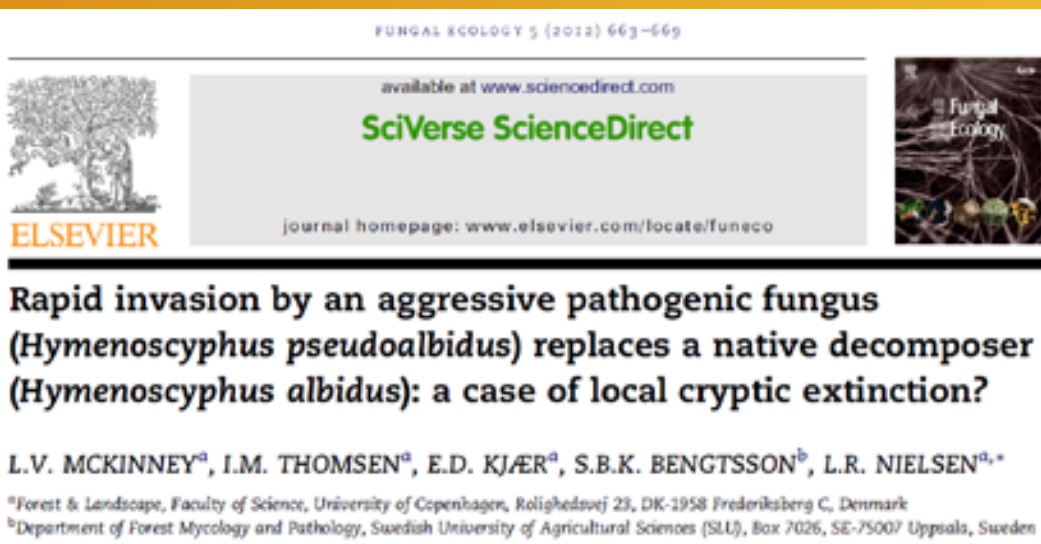 FUNGAL ECOLOGY 5 (2012) 663–669
available at www.sciencedirect.com
SciVerse ScienceDirect
journal homepage: www.elsevier.com/locate/funeco
ELSEVIER
Fungal
Ecology
Rapid invasion by an aggressive pathogenic fungus
(Hymenoscyphus pseudoalbidus) replaces a native decomposer
(Hymenoscyphus albidus): a case of local cryptic extinction?
L.V. MCKINNEYᵃ, I.M. THOMSENᵃ, E.D. KJÆRᵃ, S.B.K. BENGTSSONᵇ, L.R. NIELSENᵃ,*
ᵃForest & Landscape, Faculty of Science, University of Copenhagen, Rolighedsvej 23, DK-1958 Frederiksberg C, Denmark
ᵇDepartment of Forest Mycology and Pathology, Swedish University of Agricultural Sciences (SLU), Box 7026, SE-75007 Uppsala, Sweden